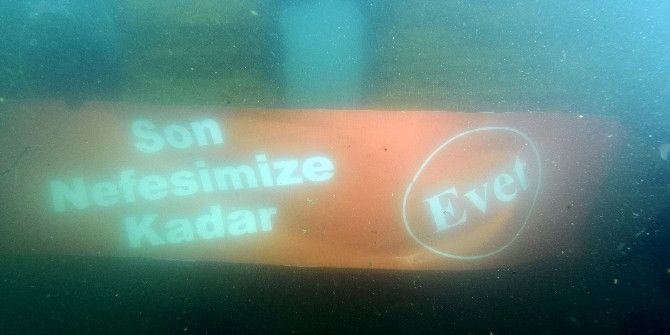 Son
Nefesimize
Kadar
Evet